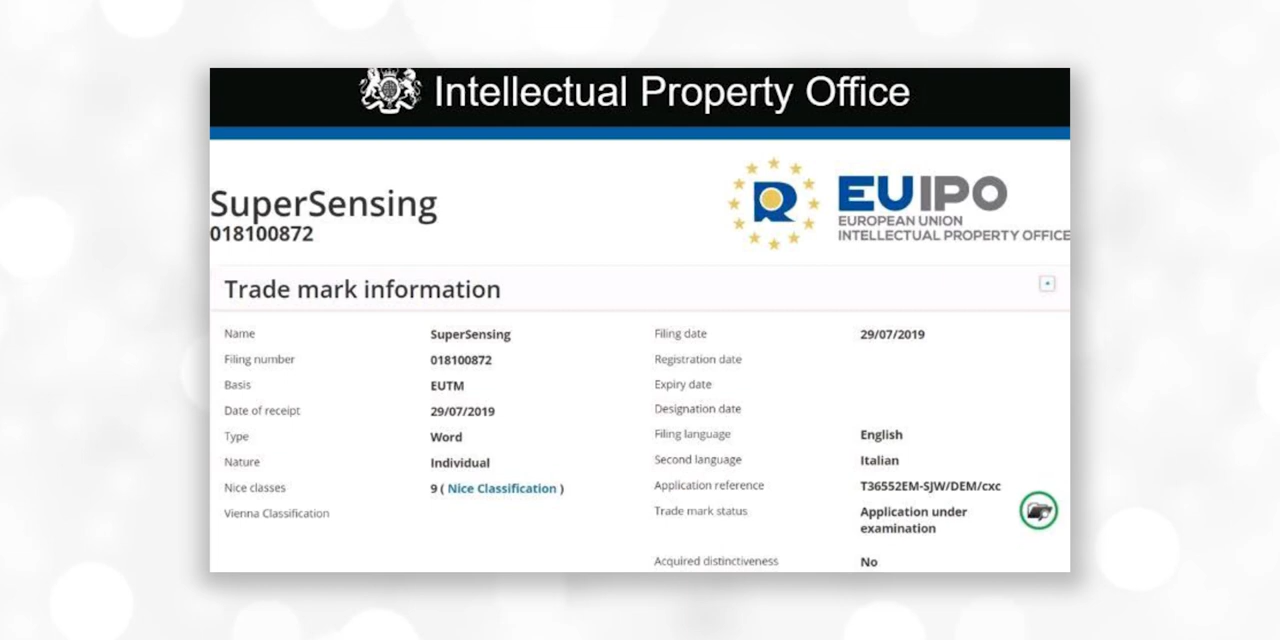 Intellectual Property Office
SuperSensing
018100872
EUIPO
EUROPEAN UNION
INTELLECTUAL PROPERTY OFFICE
Trade mark information
Name SuperSensing
Filing number 018100872
Basis EUTM
Date of receipt 29/07/2019
Type Word
Nature Individual
Nice classes 9 ( Nice Classification )
Vienna Classification
Filing date 29/07/2019
Registration date
Expiry date
Designation date
Filing language English
Second language Italian
Application reference T36552EM-SJW/DEM/cxc
Trade mark status Application under
examination
Acquired distinctiveness No